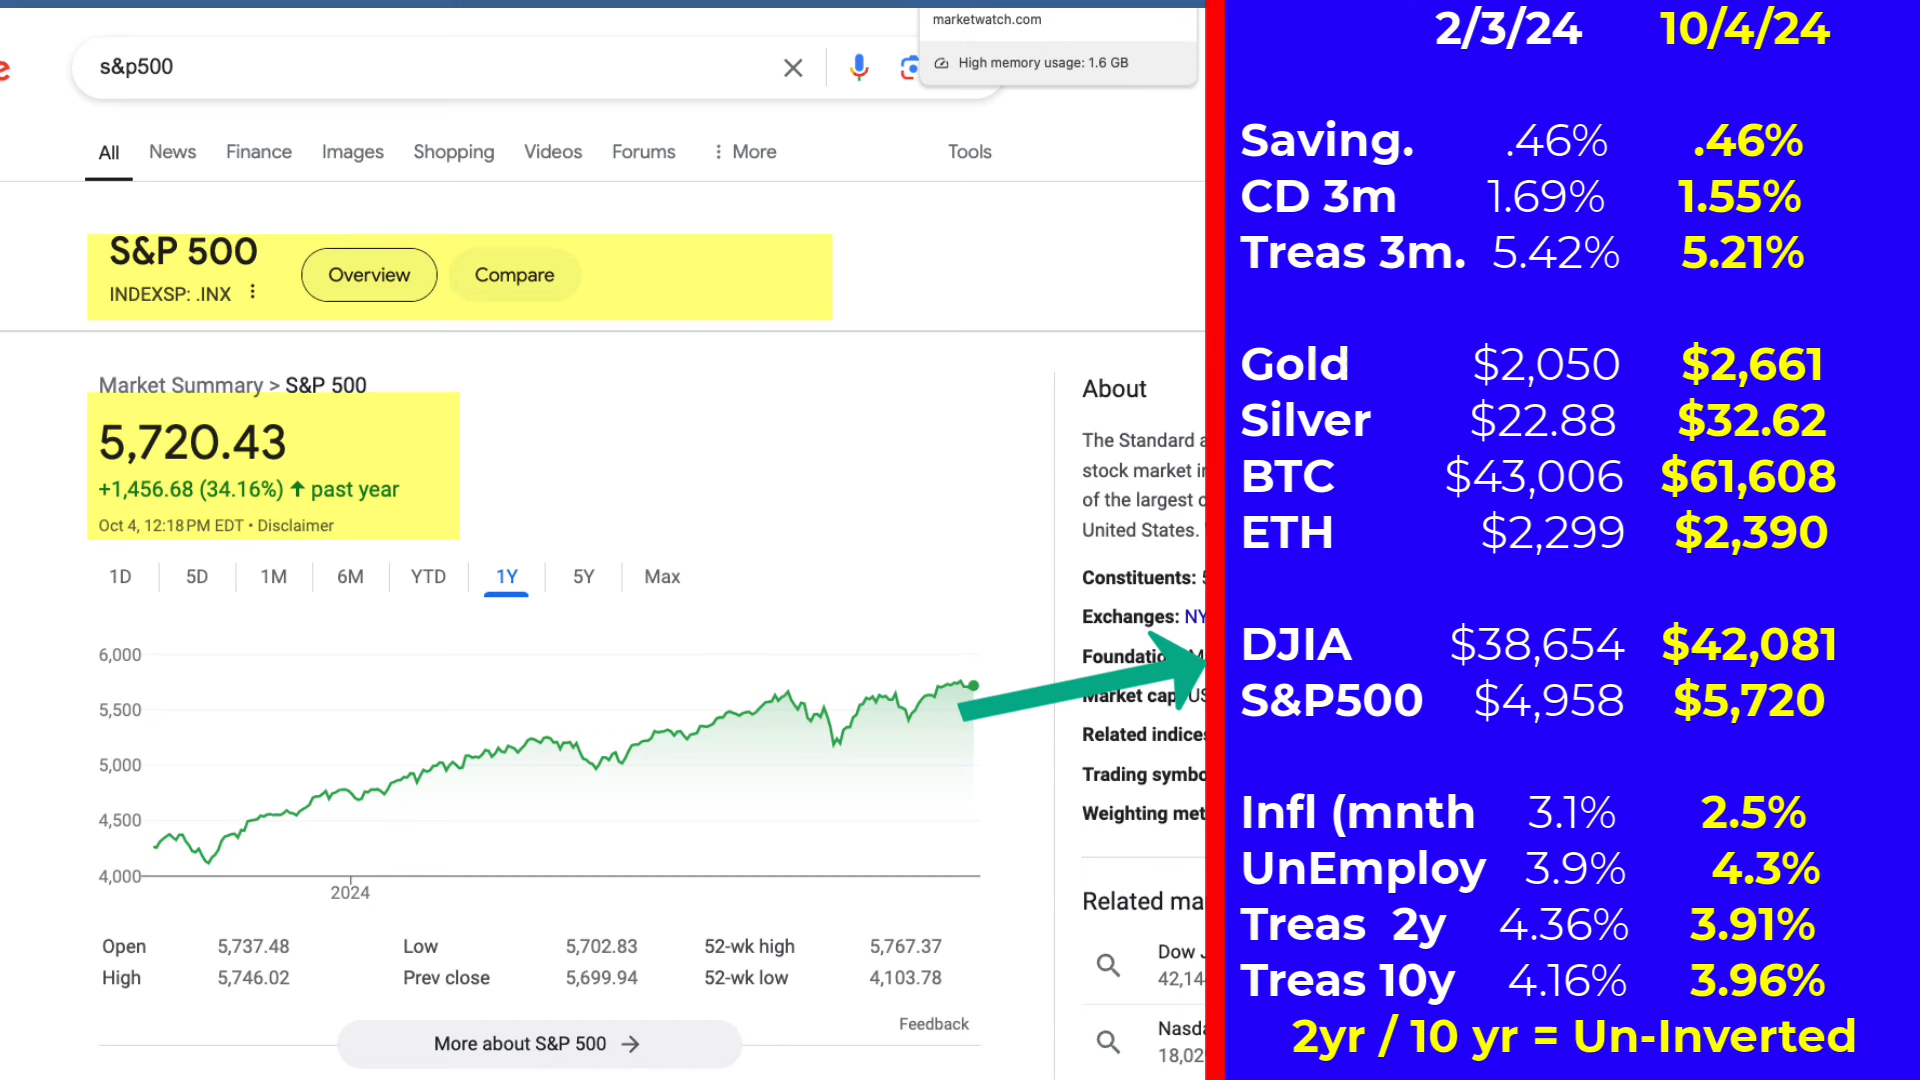 marketwatch.com
High memory usage: 1.6 GB
s&p500
All News Finance Images Shopping Videos Forums More Tools
S&P 500
INDEXSP: .INX
Overview Compare
Market Summary > S&P 500
5,720.43
+1,456.68 (34.16%) ↑ past year
Oct 4, 12:18 PM EDT • Disclaimer
1D 5D 1M 6M YTD 1Y 5Y Max
6,000
5,500
5,000
4,500
4,000
2024
Open 5,737.48 Low 5,702.83 52-wk high 5,767.37
High 5,746.02 Prev close 5,699.94 52-wk low 4,103.78
Feedback
More about S&P 500 →
About
The Standard a
stock market i
of the largest
United States.
Constituents:
Exchanges: NY
Market cap
Related indices
Trading symbo
Weighting met
Related ma
Dow J
42,14
Nasda
18,02
2/3/24 10/4/24
Saving. .46% .46%
CD 3m 1.69% 1.55%
Treas 3m. 5.42% 5.21%
Gold $2,050 $2,661
Silver $22.88 $32.62
BTC $43,006 $61,608
ETH $2,299 $2,390
DJIA $38,654 $42,081
S&P500 $4,958 $5,720
Infl (mnth 3.1% 2.5%
UnEmploy 3.9% 4.3%
Treas 2y 4.36% 3.91%
Treas 10y 4.16% 3.96%
2yr / 10 yr = Un-Inverted